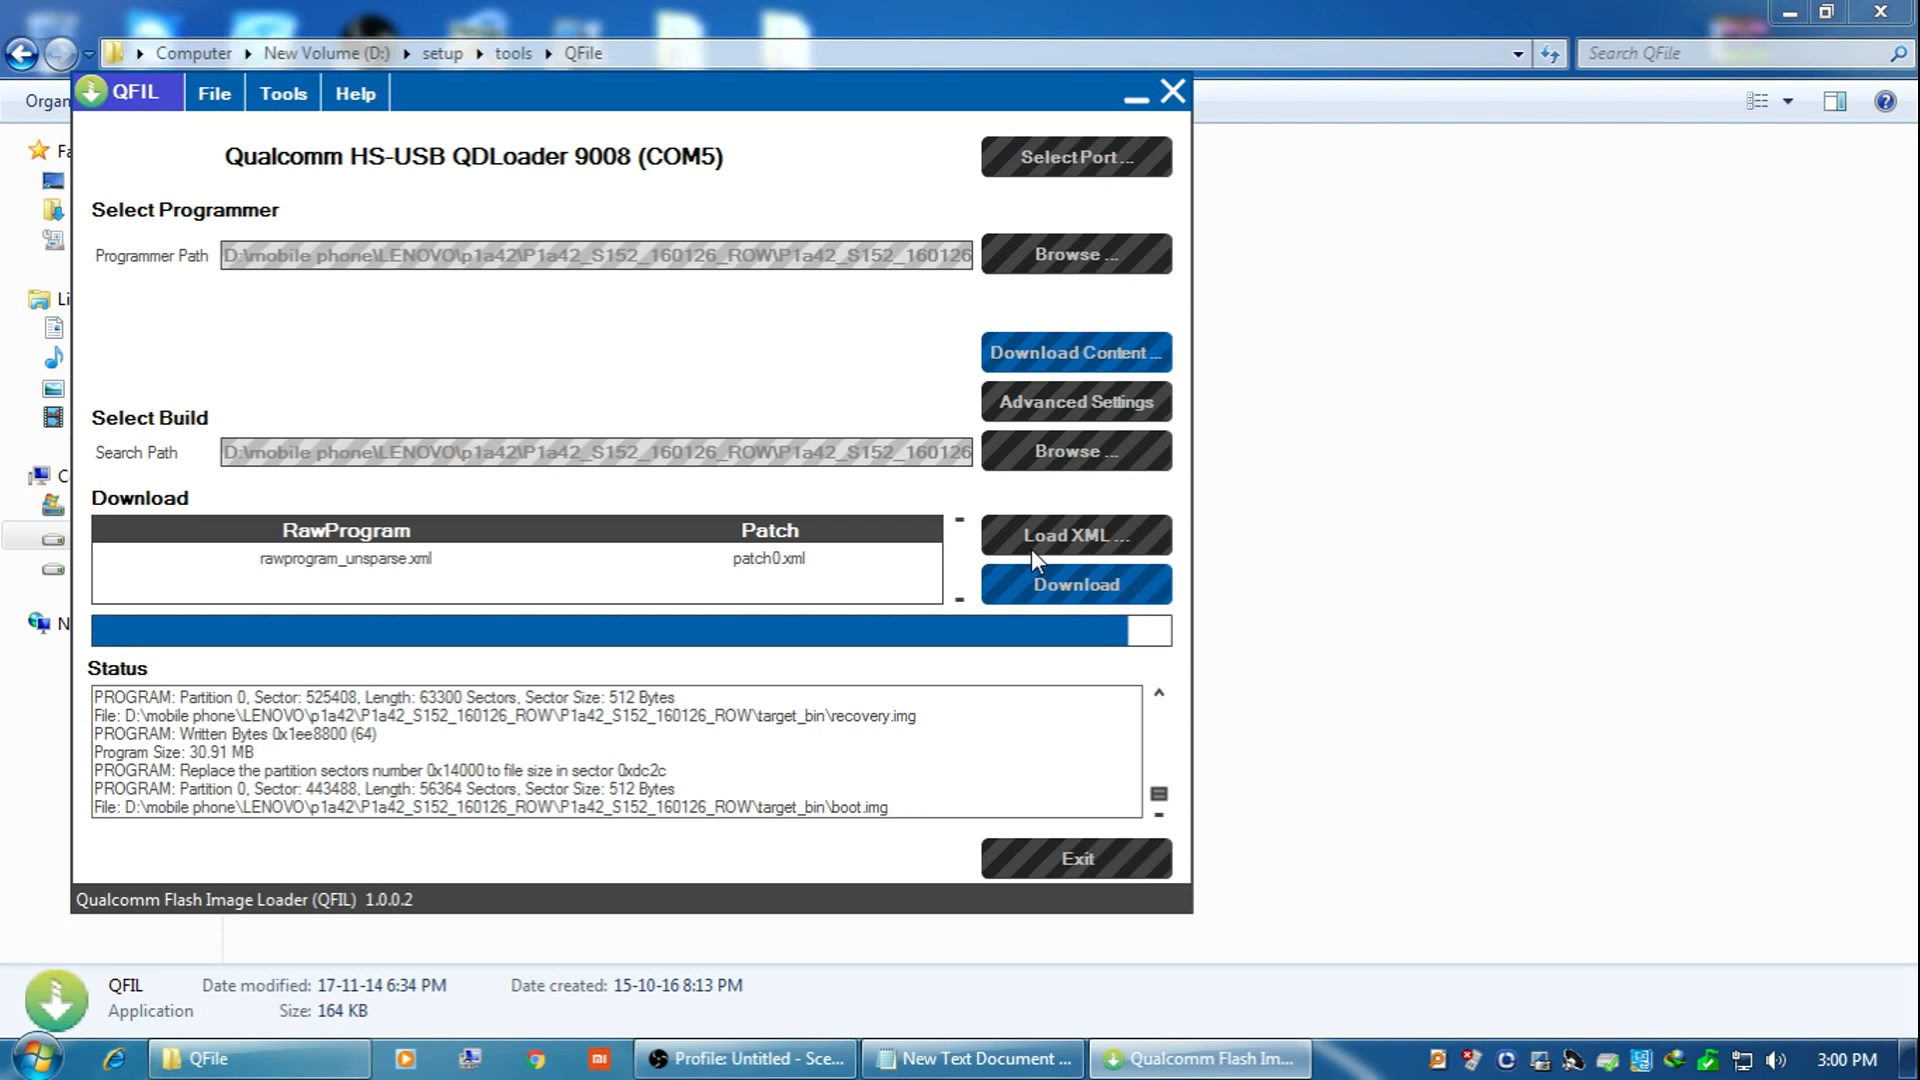 Computer New Volume (D:) setup tools QFile
Search QFile
Organ
QFIL File Tools Help
Qualcomm HS-USB QDLoader 9008 (COM5)
Select Port ...
Select Programmer
Programmer Path D:\mobile phone\LENOVO\p1a42\P1a42_S152_160126_ROW\P1a42_S152_160126
Browse ...
Download Content ...
Advanced Settings
Select Build
Search Path D:\mobile phone\LENOVO\p1a42\P1a42_S152_160126_ROW\P1a42_S152_160126
Browse ...
Download
RawProgram Patch
rawprogram_unsparse.xml patch0.xml
Load XML ...
Download
Status
PROGRAM: Partition 0, Sector: 525408, Length: 63300 Sectors, Sector Size: 512 Bytes
File: D:\mobile phone\LENOVO\p1a42\P1a42_S152_160126_ROW\P1a42_S152_160126_ROW\target_bin\recovery.img
PROGRAM: Written Bytes 0x1ee8800 (64)
Program Size: 30.91 MB
PROGRAM: Replace the partition sectors number 0x14000 to file size in sector 0xdc2c
PROGRAM: Partition 0, Sector: 443488, Length: 56364 Sectors, Sector Size: 512 Bytes
File: D:\mobile phone\LENOVO\p1a42\P1a42_S152_160126_ROW\P1a42_S152_160126_ROW\target_bin\boot.img
Exit
Qualcomm Flash Image Loader (QFIL) 1.0.0.2
Fa
Li
C
N
QFIL Date modified: 17-11-14 6:34 PM Date created: 15-10-16 8:13 PM
Application Size: 164 KB
QFile
mi
Profile: Untitled - Sce...
New Text Document ...
Qualcomm Flash Im...
3:00 PM